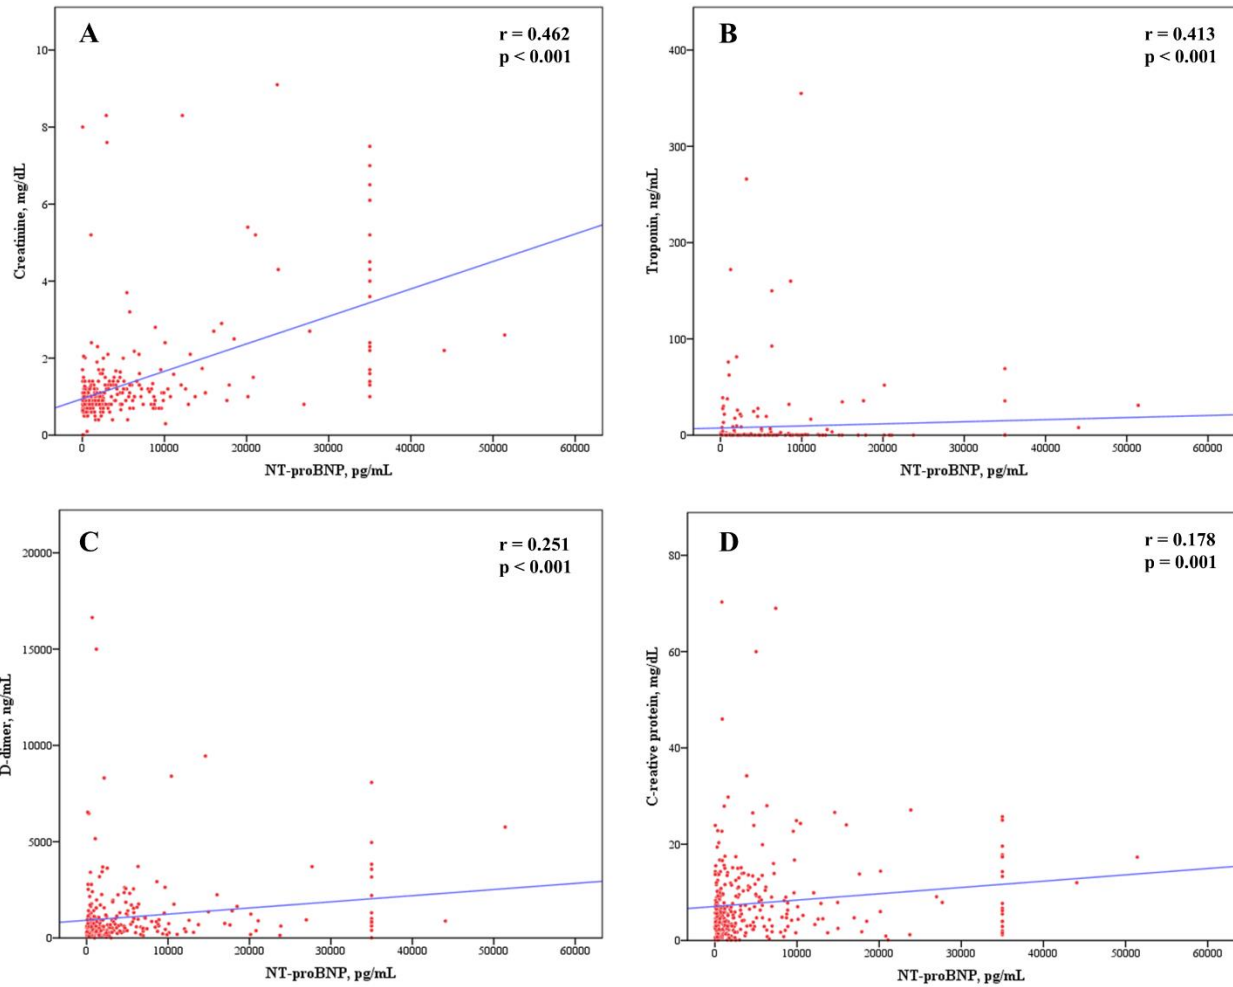 A
r = 0.462
p < 0.001
10
8
6
4
2
0
Creatinine, mg/dL
0 10000 20000 30000 40000 50000 60000
NT-proBNP, pg/mL
B
r = 0.413
p < 0.001
400
300
200
100
0
Troponin, ng/mL
0 10000 20000 30000 40000 50000 60000
NT-proBNP, pg/mL
C
r = 0.251
p < 0.001
20000
15000
10000
5000
0
D-dimer, ng/mL
0 10000 20000 30000 40000 50000 60000
NT-proBNP, pg/mL
D
r = 0.178
p = 0.001
80
60
40
20
0
C-reative protein, mg/dL
0 10000 20000 30000 40000 50000 60000
NT-proBNP, pg/mL